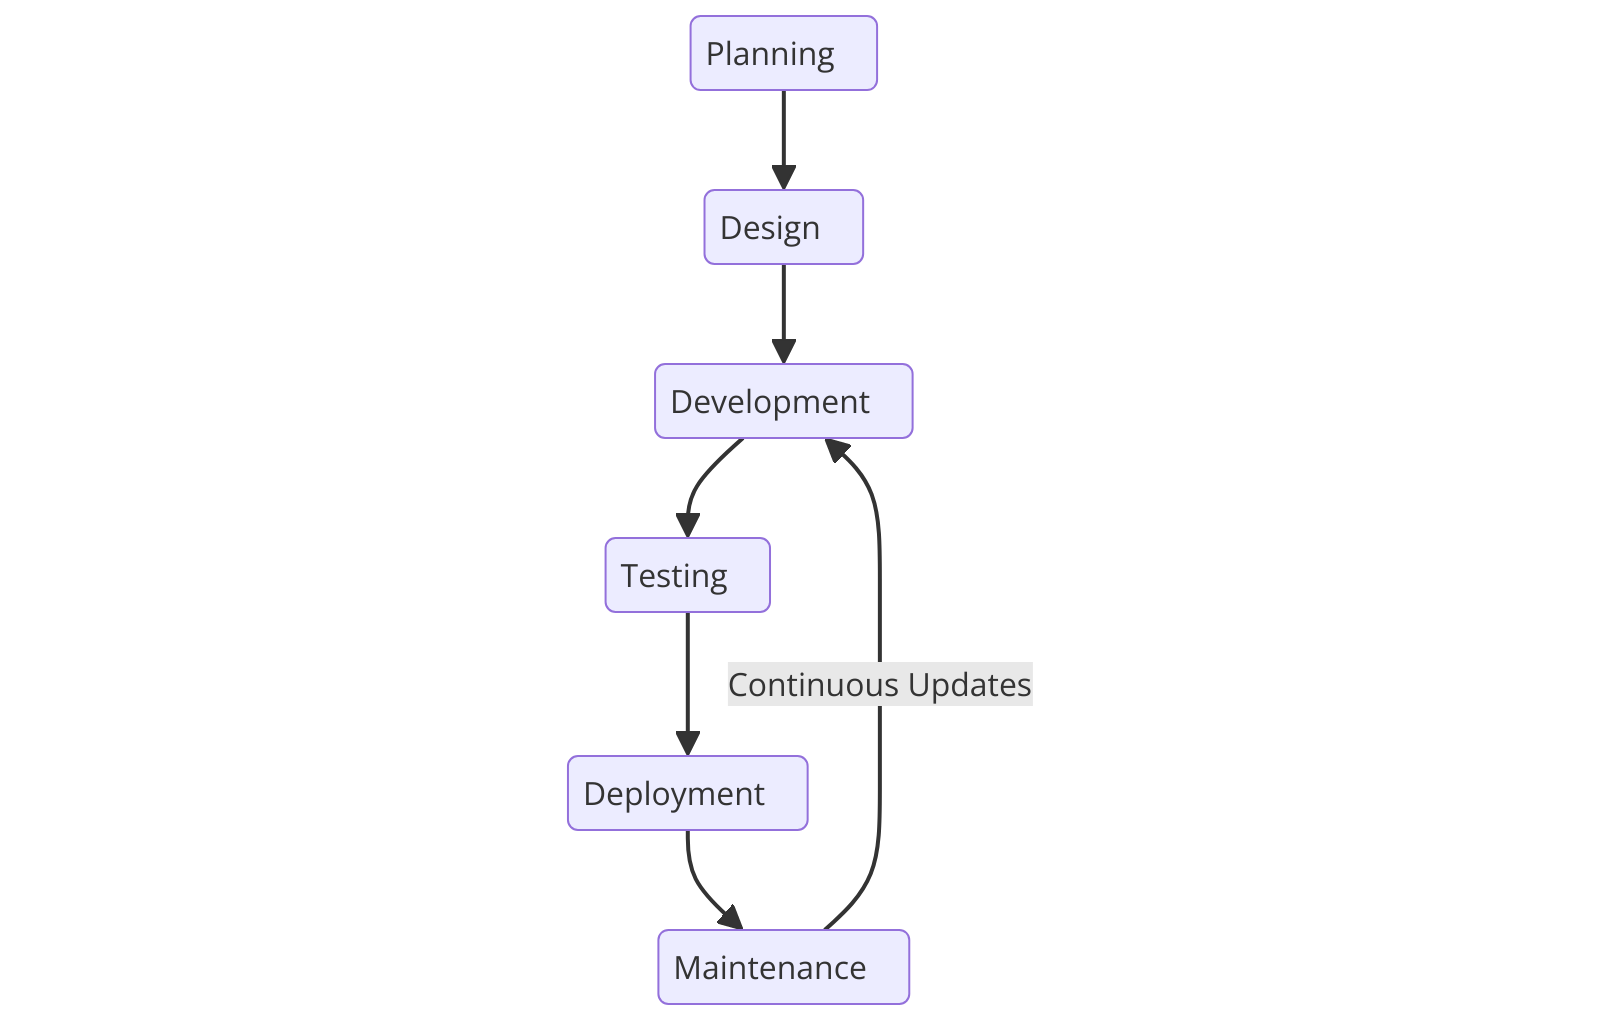 Planning
Design
Development
Testing
Continuous Updates
Deployment
Maintenance